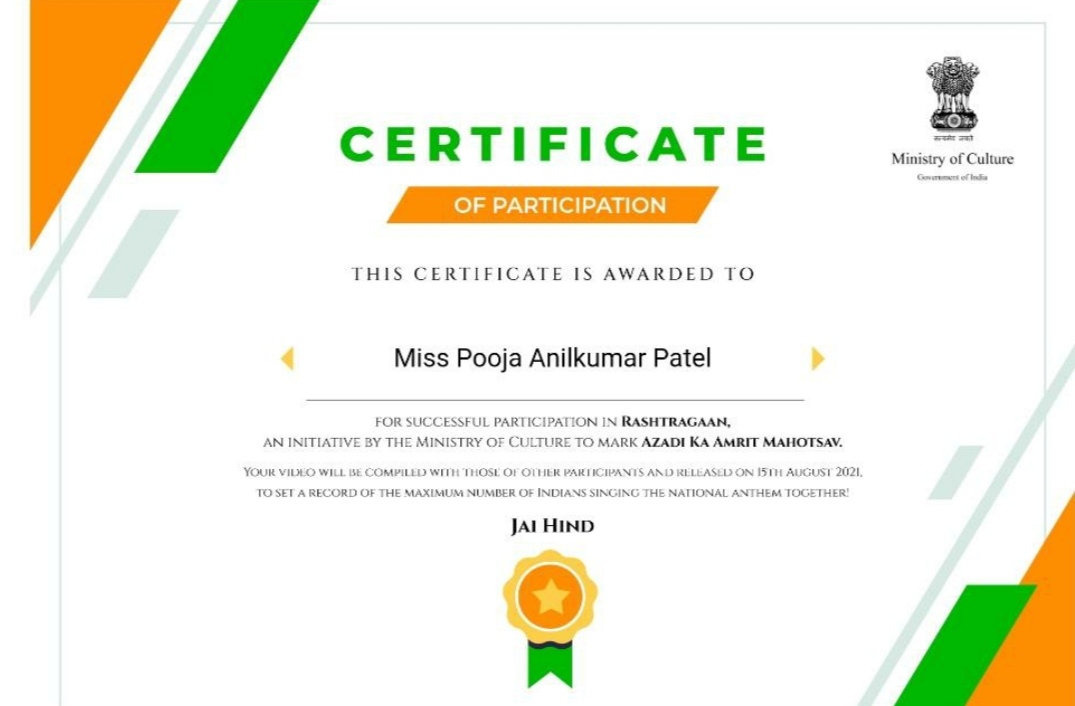 CERTIFICATE
OF PARTICIPATION
सत्यमेव जयते
Ministry of Culture
Government of India
THIS CERTIFICATE IS AWARDED TO
Miss Pooja Anilkumar Patel
FOR SUCCESSFUL PARTICIPATION IN RASHTRAGAAN,
AN INITIATIVE BY THE MINISTRY OF CULTURE TO MARK AZADI KA AMRIT MAHOTSAV.
YOUR VIDEO WILL BE COMPILED WITH THOSE OF OTHER PARTICIPANTS AND RELEASED ON 15TH AUGUST 2021,
TO SET A RECORD OF THE MAXIMUM NUMBER OF INDIANS SINGING THE NATIONAL ANTHEM TOGETHER!
JAI HIND